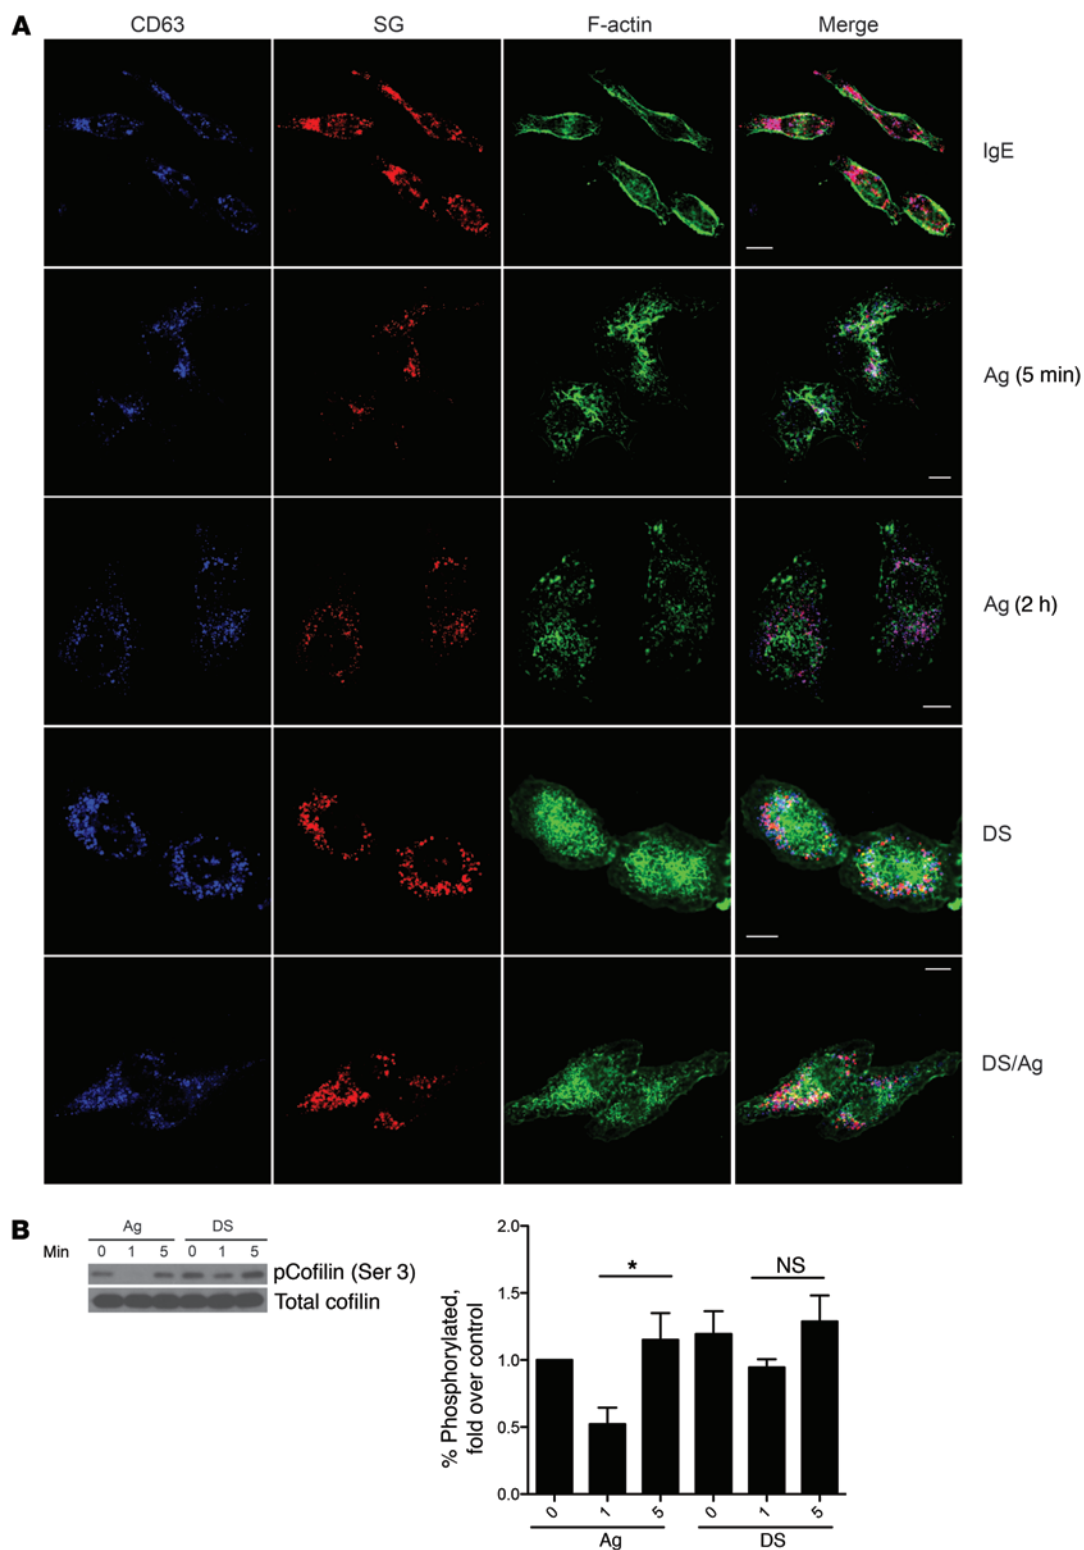 A
CD63 SG F-actin Merge
IgE
Ag (5 min)
Ag (2 h)
DS
DS/Ag
B
Ag DS
Min 0 1 5 0 1 5
pCofilin (Ser 3)
Total cofilin
% Phosphorylated,
fold over control
2.0
1.5
1.0
0.5
0.0
* NS
0 1 5 0 1 5
Ag DS